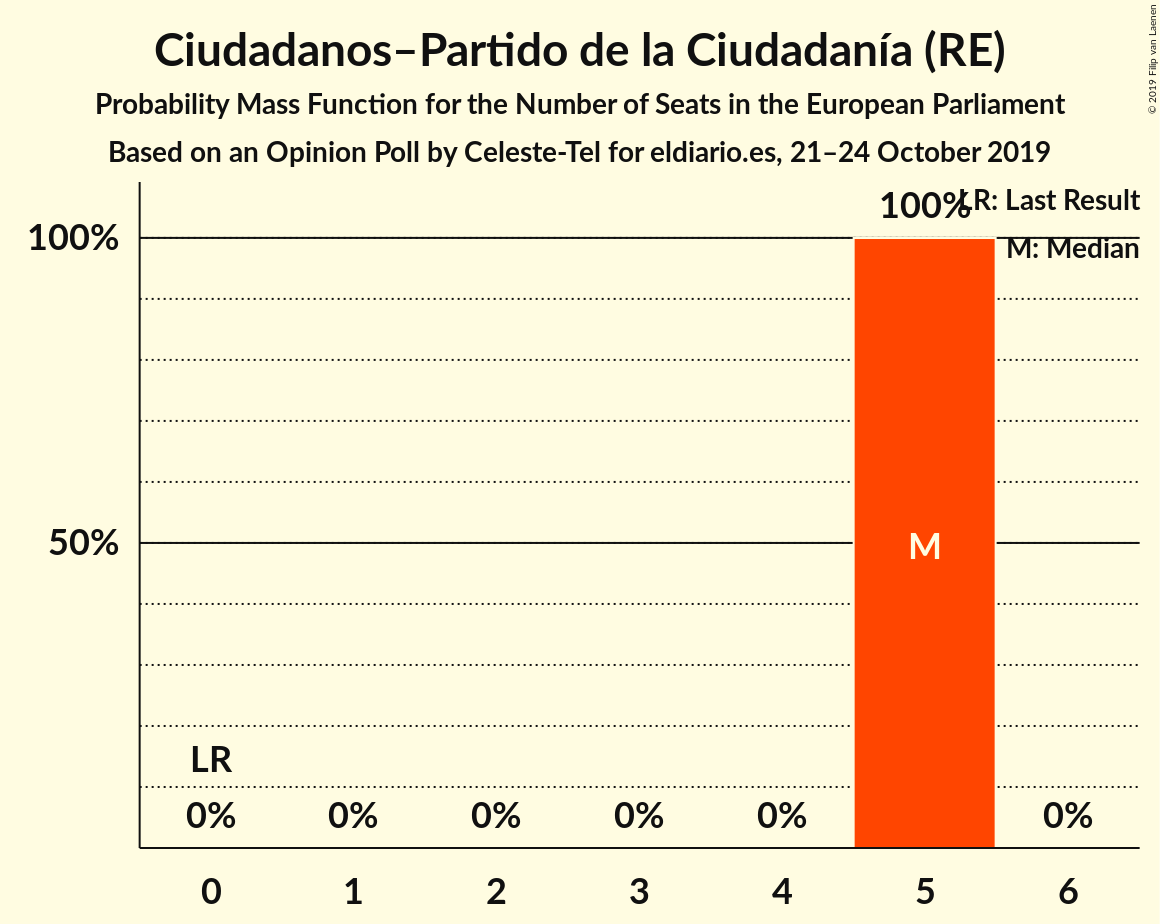 Ciudadanos–Partido de la Ciudadanía (RE)
Probability Mass Function for the Number of Seats in the European Parliament
Based on an Opinion Poll by Celeste-Tel for eldiario.es, 21–24 October 2019
© 2019 Filip van Laenen
100%
LR: Last Result
100%
M: Median
50%
M
LR
0% 0% 0% 0% 0% 0%
0 1 2 3 4 5 6